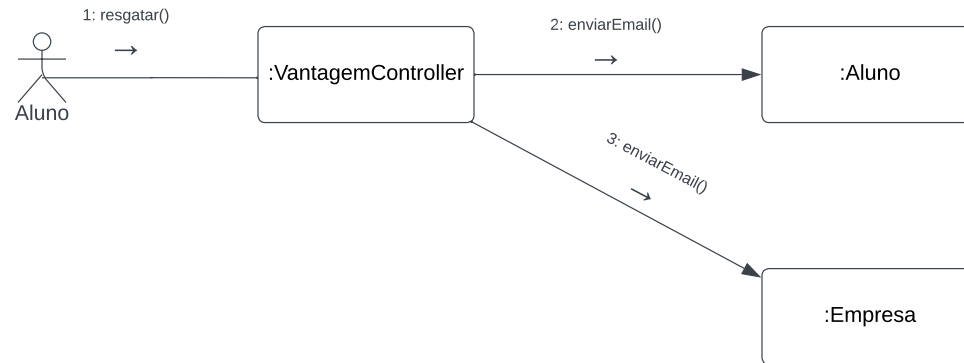 1: resgatar()
2: enviarEmail()
:VantagemController
:Aluno
Aluno
3: enviarEmail()
:Empresa